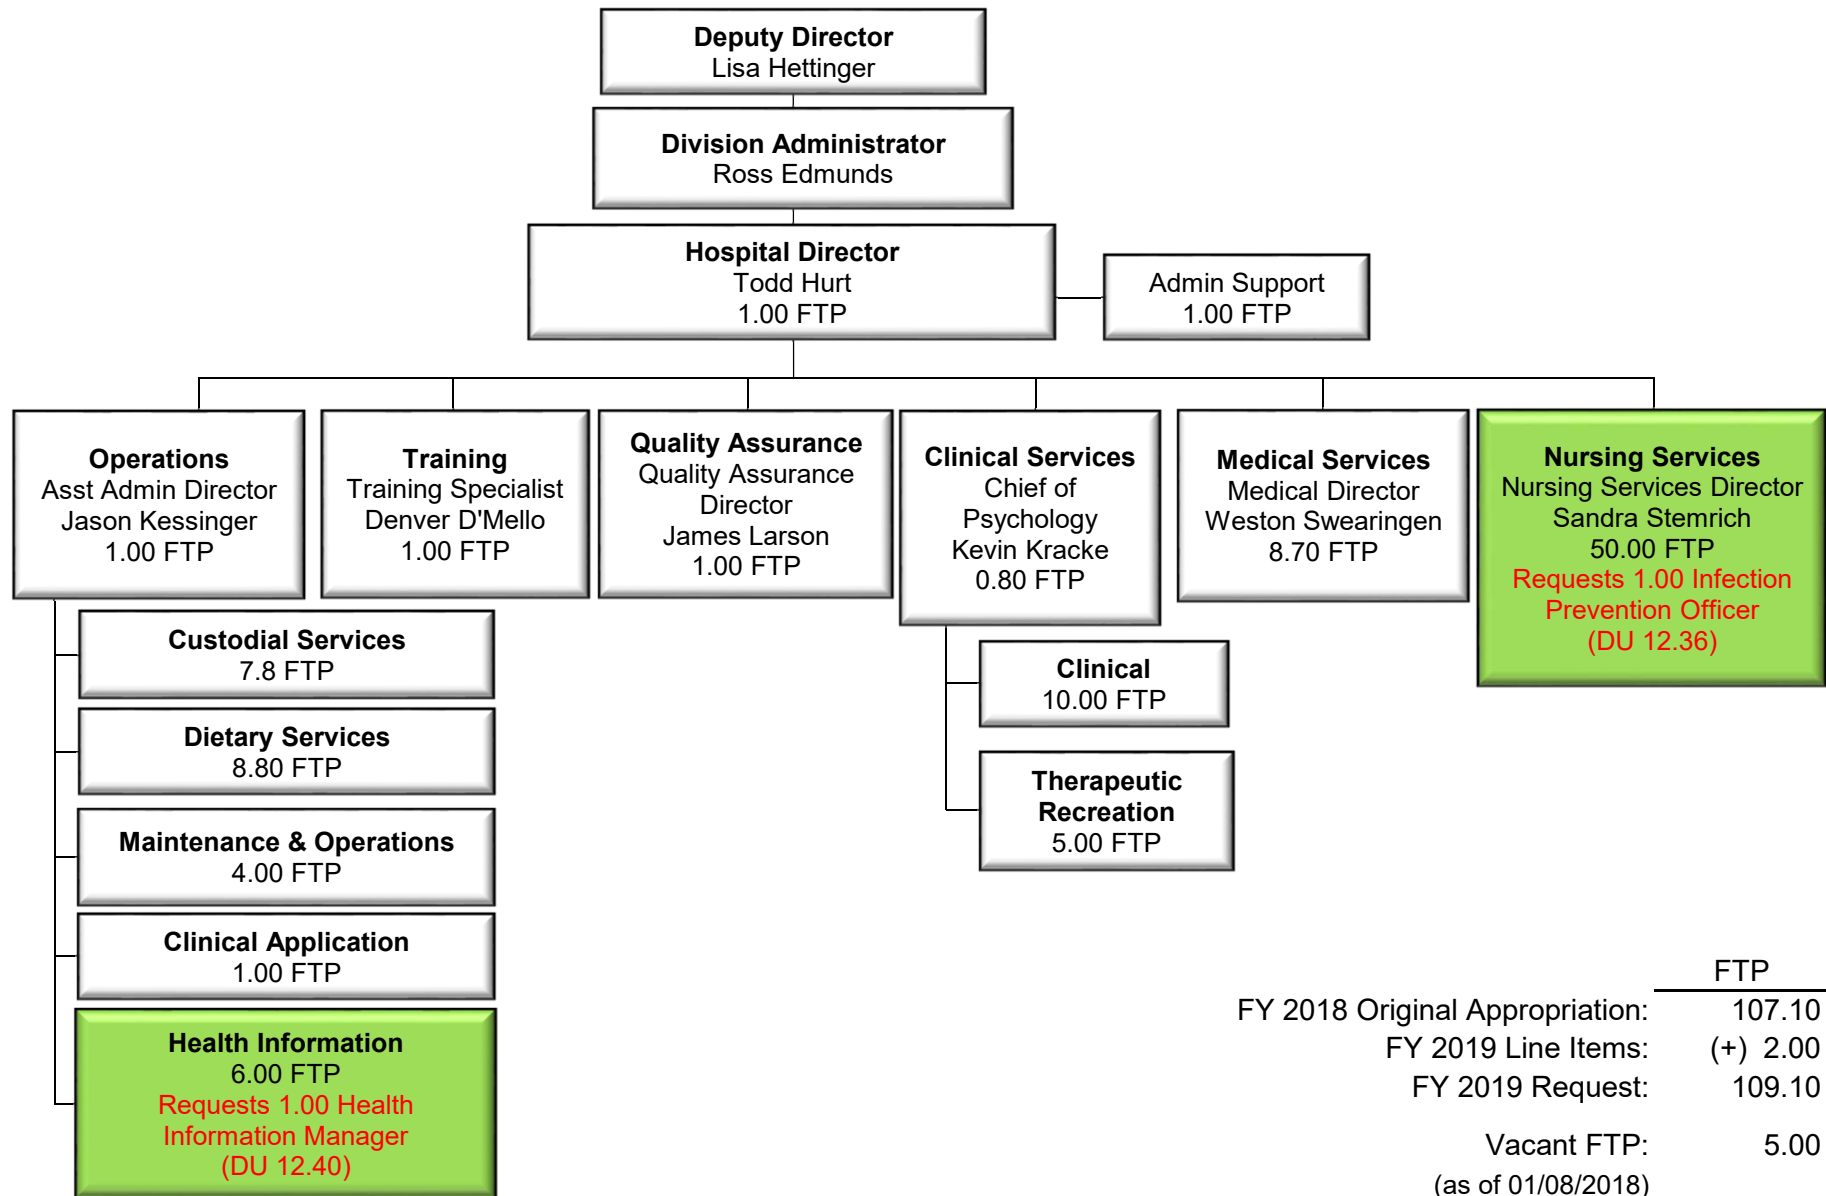 Deputy Director
Lisa Hettinger
Division Administrator
Ross Edmunds
Hospital Director
Todd Hurt
1.00 FTP
Admin Support
1.00 FTP
Operations
Asst Admin Director
Jason Kessinger
1.00 FTP
Training
Training Specialist
Denver D'Mello
1.00 FTP
Quality Assurance
Quality Assurance
Director
James Larson
1.00 FTP
Clinical Services
Chief of
Psychology
Kevin Kracke
0.80 FTP
Medical Services
Medical Director
Weston Swearingen
8.70 FTP
Nursing Services
Nursing Services Director
Sandra Stemrich
50.00 FTP
Requests 1.00 Infection
Prevention Officer
(DU 12.36)
Custodial Services
7.8 FTP
Dietary Services
8.80 FTP
Maintenance & Operations
4.00 FTP
Clinical Application
1.00 FTP
Health Information
6.00 FTP
Requests 1.00 Health
Information Manager
(DU 12.40)
Clinical
10.00 FTP
Therapeutic
Recreation
5.00 FTP
FTP
FY 2018 Original Appropriation: 107.10
FY 2019 Line Items: (+) 2.00
FY 2019 Request: 109.10
Vacant FTP: 5.00
(as of 01/08/2018)